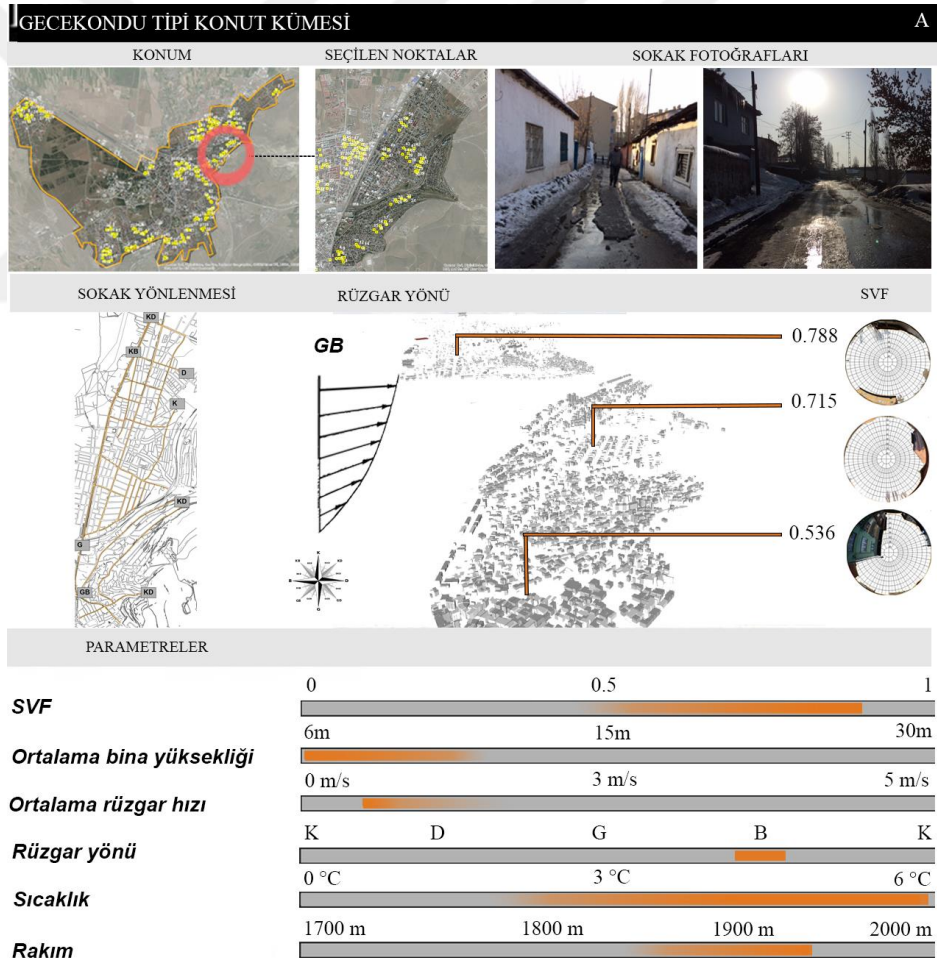 GECEKONDU TİPİ KONUT KÜMESİ A
KONUM SEÇİLEN NOKTALAR SOKAK FOTOĞRAFLARI
SOKAK YÖNLENMESİ RÜZGAR YÖNÜ SVF
KD
KB
D
K
KD
G
GB
KD
GB
0.788
0.715
0.536
PARAMETRELER
0 0.5 1
SVF
6m 15m 30m
Ortalama bina yüksekliği
0 m/s 3 m/s 5 m/s
Ortalama rüzgar hızı
K D G B K
Rüzgar yönü
0 °C 3 °C 6 °C
Sıcaklık
1700 m 1800 m 1900 m 2000 m
Rakım